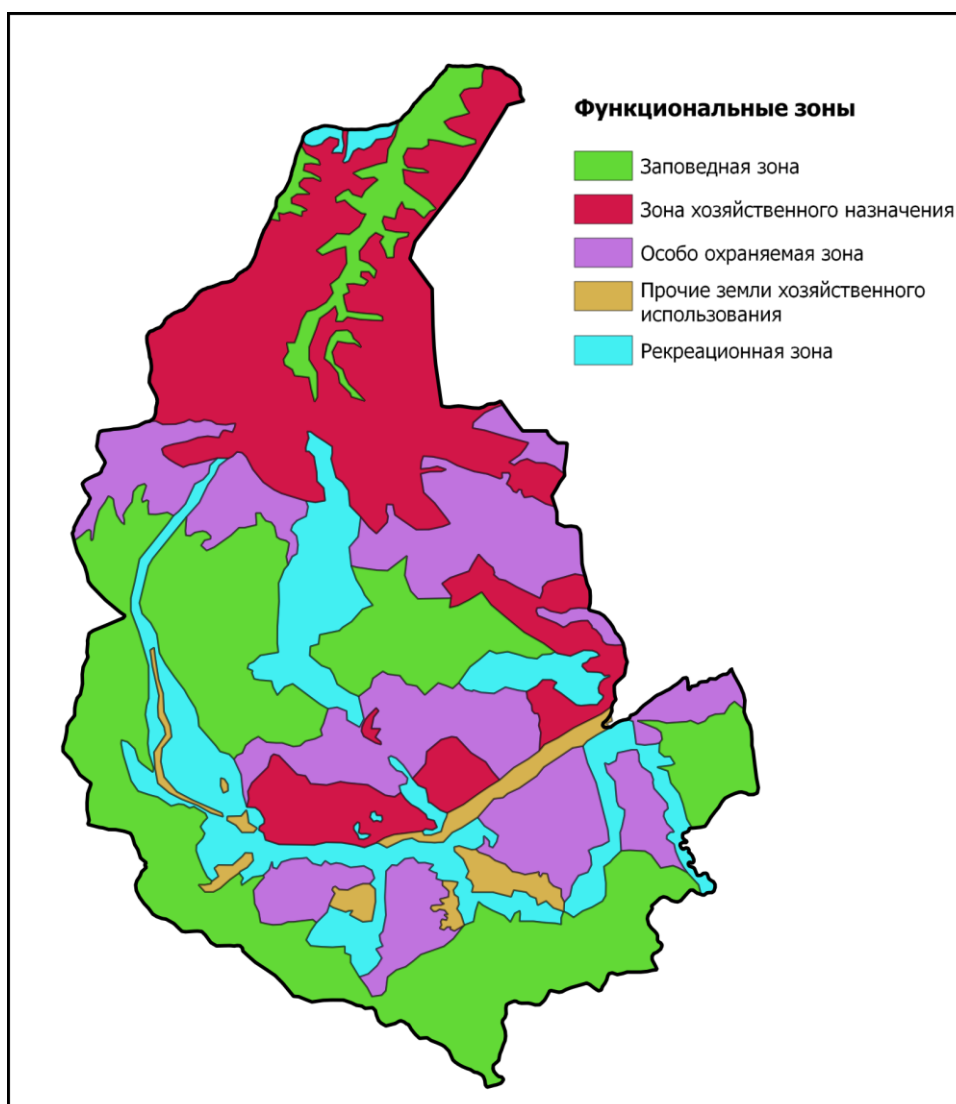 Функциональные зоны
Заповедная зона
Зона хозяйственного назначения
Особо охраняемая зона
Прочие земли хозяйственного
использования
Рекреационная зона